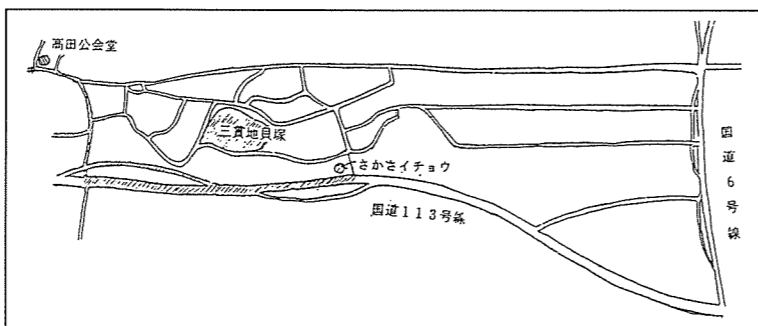 高田公会堂
三貫地貝塚
さかさイチョウ
国道113号線
国道6号線